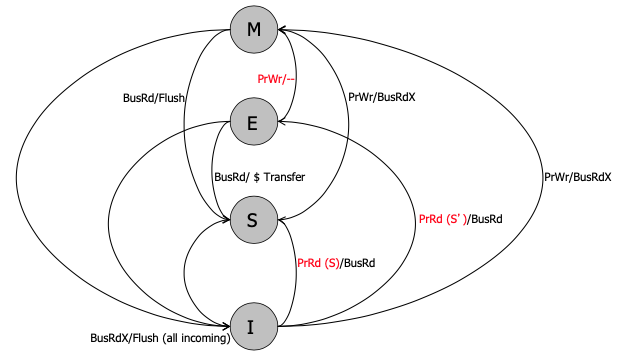 M
PrWr/--
BusRd/Flush
PrWr/BusRdX
E
BusRd/ $ Transfer
PrWr/BusRdX
S
PrRd (S' )/BusRd
PrRd (S)/BusRd
I
BusRdX/Flush (all incoming)